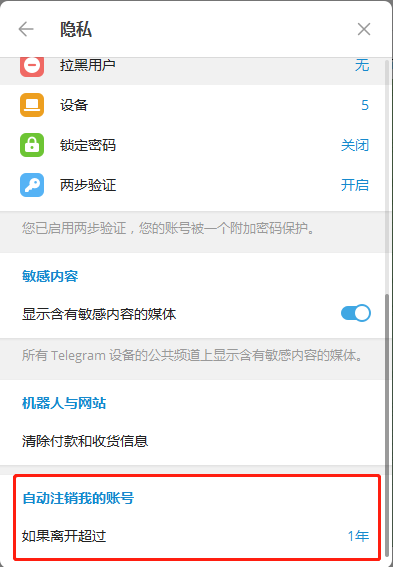 隐私
拉黑用户 无
设备 5
锁定密码 关闭
两步验证 开启
您已启用两步验证，您的账号被一个附加密码保护。
敏感内容
显示含有敏感内容的媒体
所有 Telegram 设备的公共频道上显示含有敏感内容的媒体。
机器人与网站
清除付款和收货信息
自动注销我的账号
如果离开超过 1年